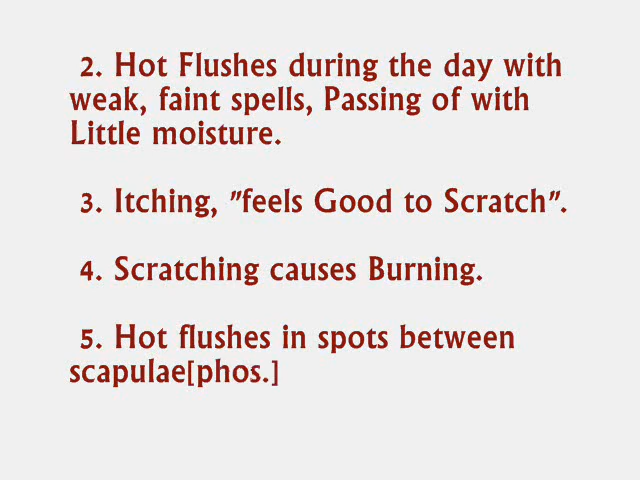 2. Hot Flushes during the day with
weak, faint spells, Passing of with
Little moisture.
3. Itching, "feels Good to Scratch".
4. Scratching causes Burning.
5. Hot flushes in spots between
scapulae[phos.]